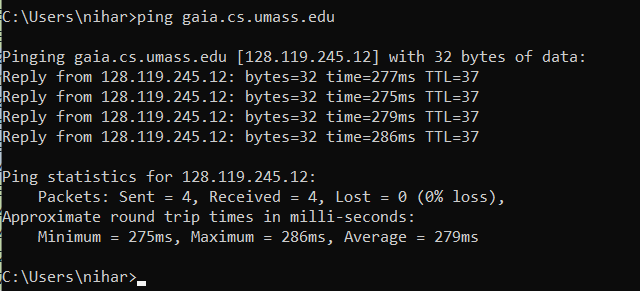 C:\Users\nihar>ping gaia.cs.umass.edu
Pinging gaia.cs.umass.edu [128.119.245.12] with 32 bytes of data:
Reply from 128.119.245.12: bytes=32 time=277ms TTL=37
Reply from 128.119.245.12: bytes=32 time=275ms TTL=37
Reply from 128.119.245.12: bytes=32 time=279ms TTL=37
Reply from 128.119.245.12: bytes=32 time=286ms TTL=37
Ping statistics for 128.119.245.12:
    Packets: Sent = 4, Received = 4, Lost = 0 (0% loss),
Approximate round trip times in milli-seconds:
    Minimum = 275ms, Maximum = 286ms, Average = 279ms
C:\Users\nihar>